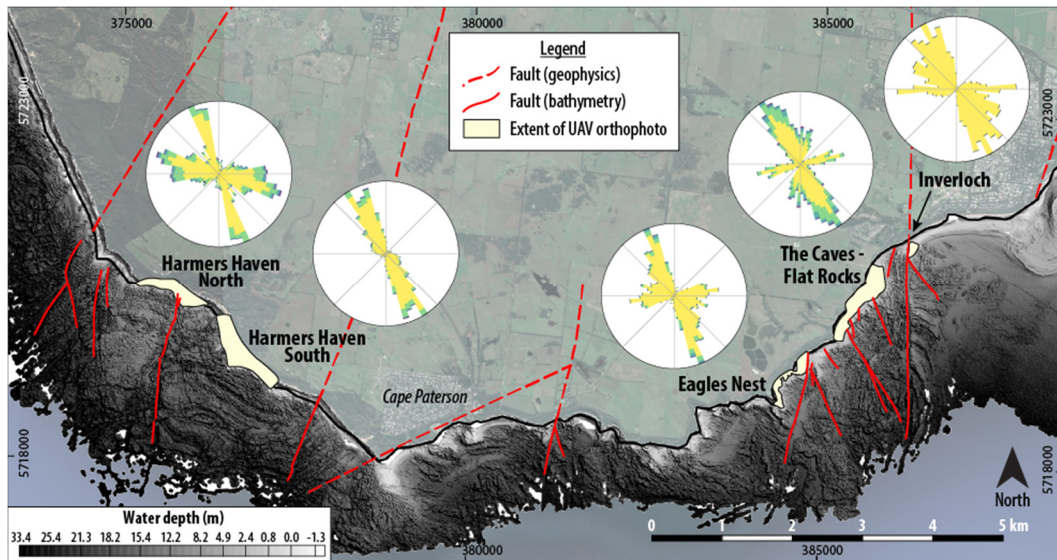 375000
380000
385000
5723000
Legend
Fault (geophysics)
Fault (bathymetry)
Extent of UAV orthophoto
5723000
Inverloch
The Caves -
Flat Rocks
Harmers Haven
North
Harmers Haven
South
Eagles Nest
Cape Paterson
5718000
5718000
North
Water depth (m)
33.4 25.4 21.3 18.2 15.4 12.2 8.2 4.9 2.4 0.8 0.0 -1.3
0 1 2 3 4 5 km
380000
385000